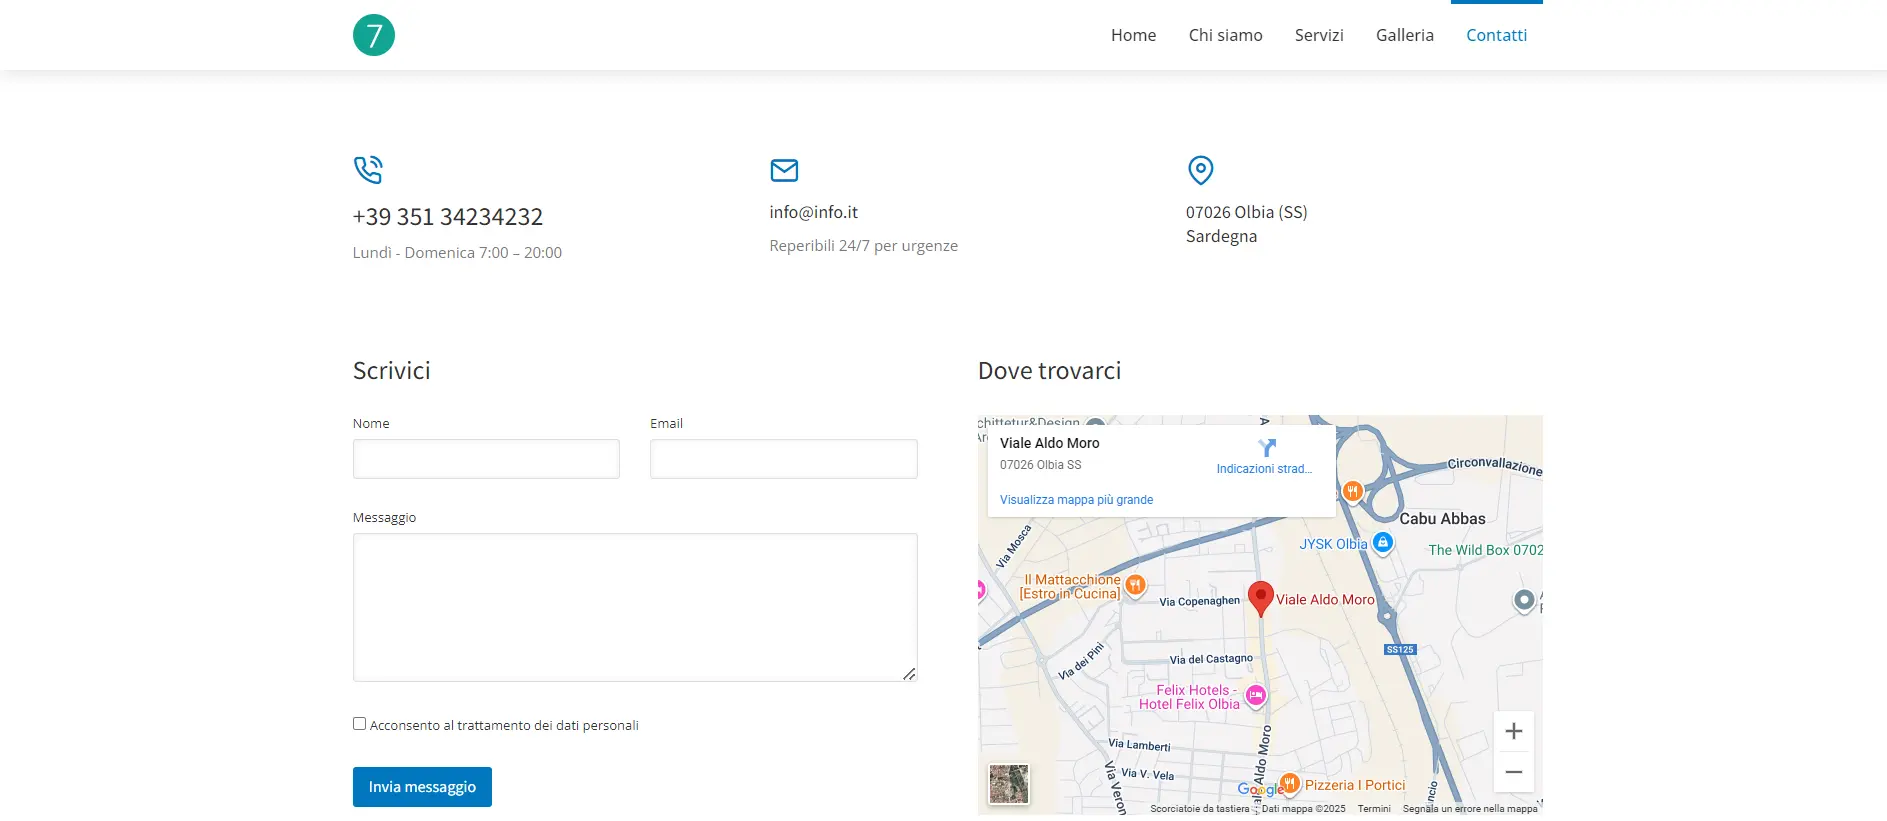 7
Home Chi siamo Servizi Galleria Contatti
+39 351 34234232
Lundì - Domenica 7:00 – 20:00
info@info.it
Reperibili 24/7 per urgenze
07026 Olbia (SS)
Sardegna
Scrivici
Nome
Email
Messaggio
Acconsento al trattamento dei dati personali
Invia messaggio
Dove trovarci
chittetur&Design
Viale Aldo Moro
07026 Olbia SS
Indicazioni strad...
Visualizza mappa più grande
Circonvallazione
Cabu Abbas
JYSK Olbia
The Wild Box 0702
Via Mosca
Il Mattacchione
[Estro in Cucina]
Via Copenaghen
Viale Aldo Moro
SS125
Via dei Pini
Via del Castagno
Felix Hotels -
Hotel Felix Olbia
Via Lamberti
Via V. Vela
Via Veron
Aldo Moro
Google
Pizzeria I Portici
Scorciatoie da tastiera
Dati mappa ©2025
Termini
Segnala un errore nella mappa